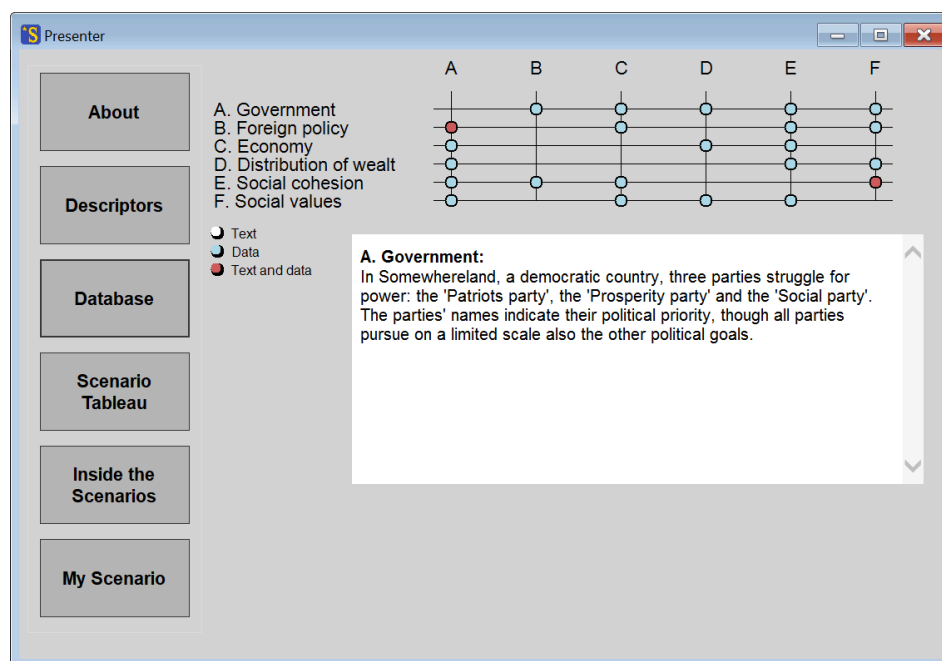 Presenter
About
Descriptors
Database
Scenario
Tableau
Inside the
Scenarios
My Scenario
A B C D E F
A. Government
B. Foreign policy
C. Economy
D. Distribution of wealt
E. Social cohesion
F. Social values
Text
Data
Text and data
A. Government:
In Somewhereland, a democratic country, three parties struggle for
power: the 'Patriots party', the 'Prosperity party' and the 'Social party'.
The parties' names indicate their political priority, though all parties
pursue on a limited scale also the other political goals.